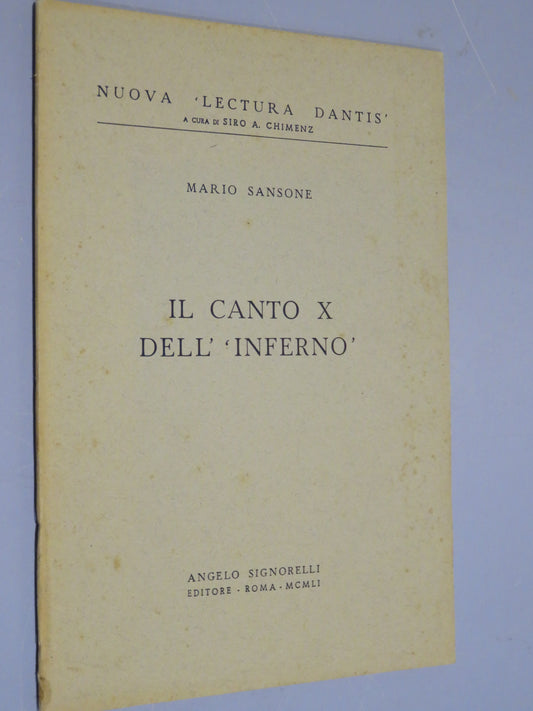 NUOVA ‘LECTURA DANTIS’
A CURA DI SIRO A. CHIMENZ
MARIO SANSONE
IL CANTO X
DELL’ ‘INFERNO’
ANGELO SIGNORELLI
EDITORE - ROMA - MCMLI